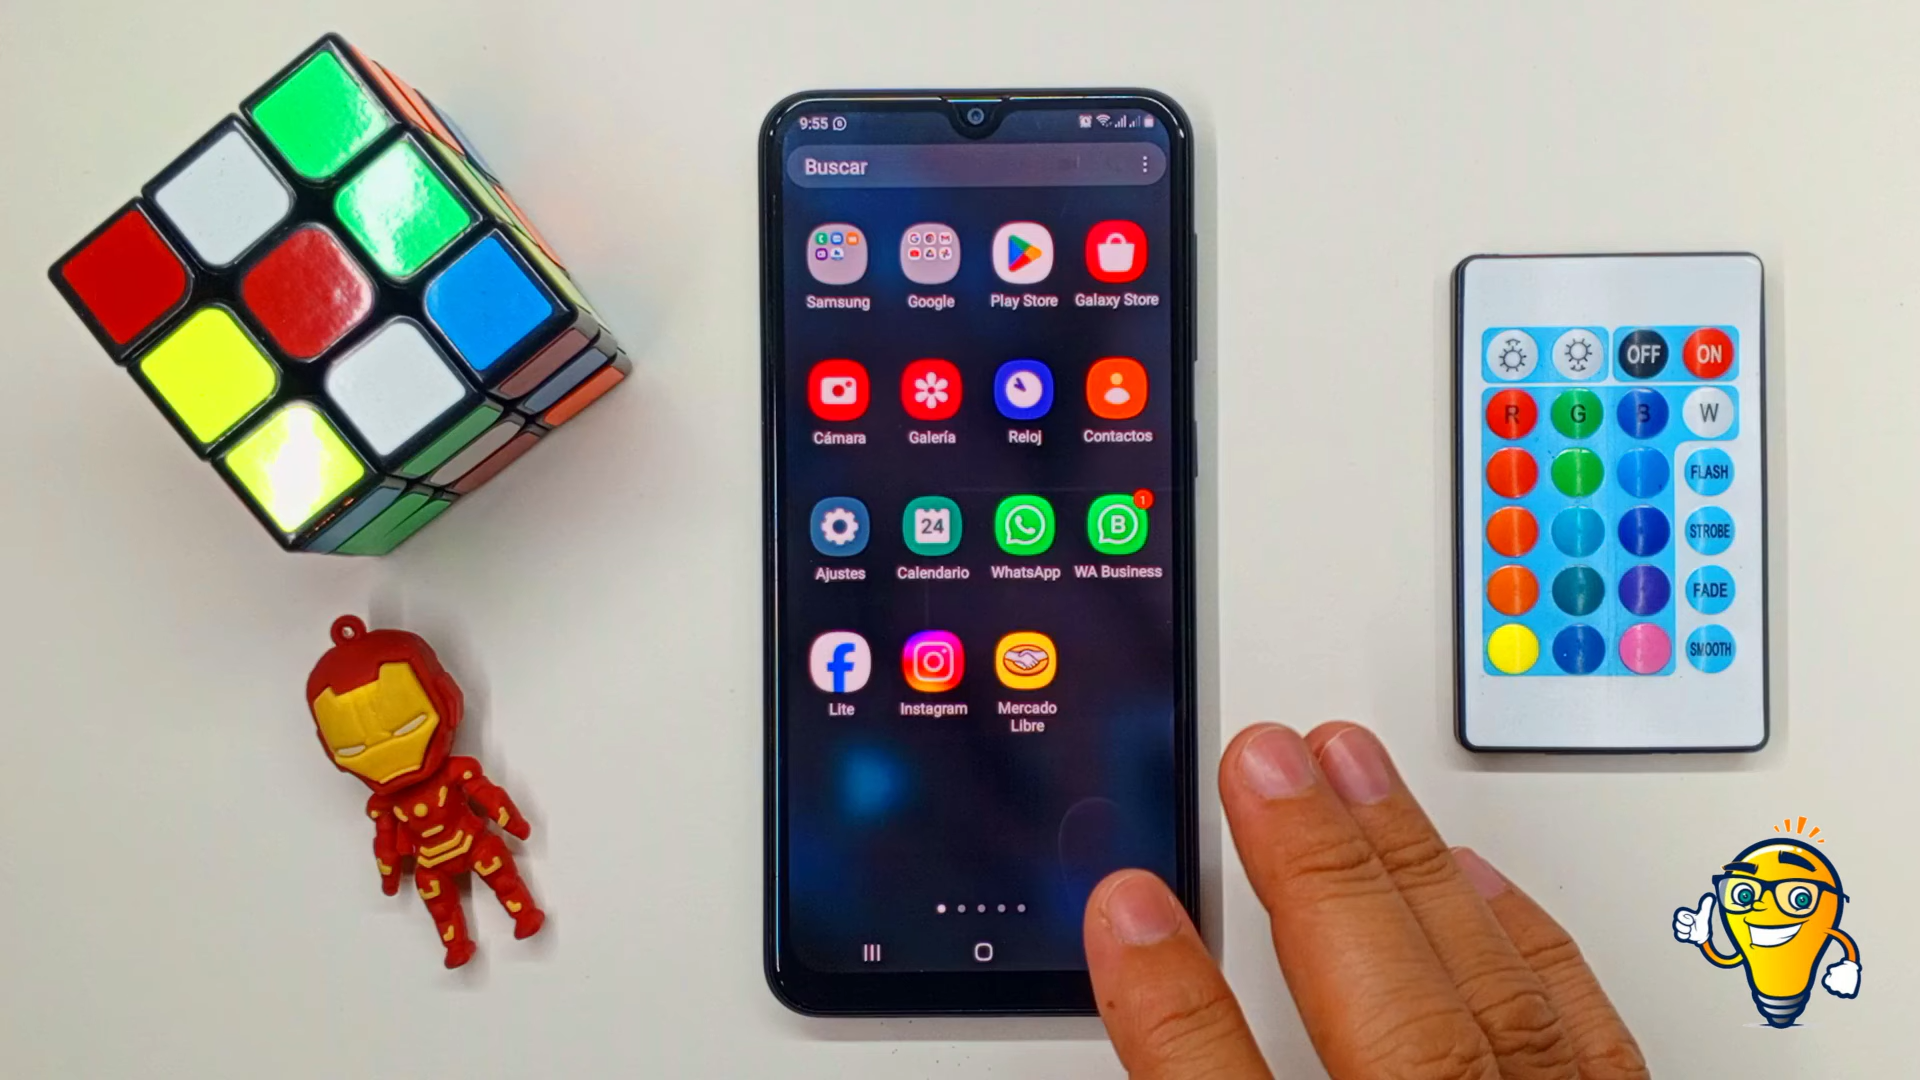 9:55
Buscar
Samsung Google Play Store Galaxy Store
Cámara Galería Reloj Contactos
24
B
1
Ajustes Calendario WhatsApp WA Business
Lite Instagram Mercado
Libre
OFF ON
R G B W
FLASH
STROBE
FADE
SMOOTH